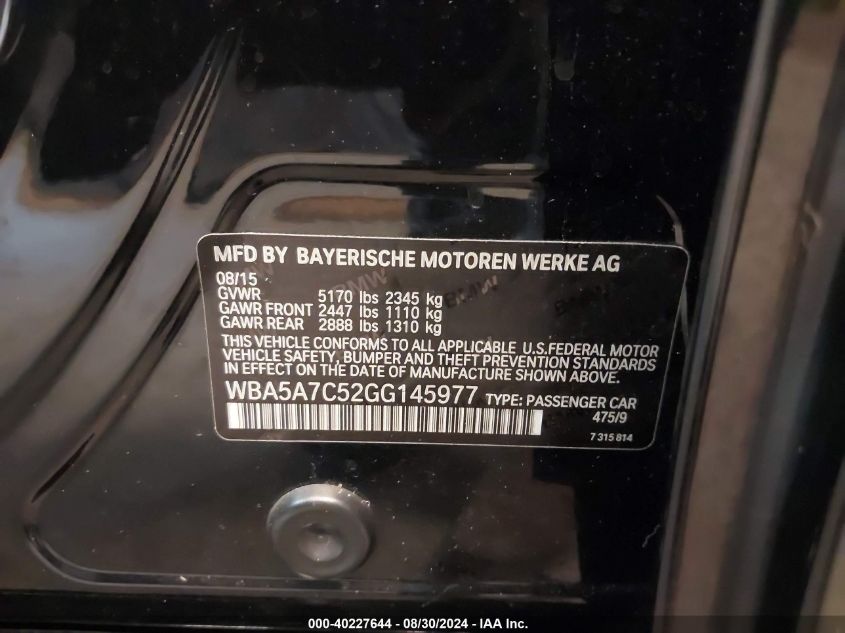 MFD BY BAYERISCHE MOTOREN WERKE AG
08/15
GVWR 5170 lbs 2345 kg
GAWR FRONT 2447 lbs 1110 kg
GAWR REAR 2888 lbs 1310 kg
THIS VEHICLE CONFORMS TO ALL APPLICABLE U.S.FEDERAL MOTOR
VEHICLE SAFETY, BUMPER AND THEFT PREVENTION STANDARDS
IN EFFECT ON THE DATE OF MANUFACTURE SHOWN ABOVE.
WBA5A7C52GG145977 TYPE: PASSENGER CAR
475/9
7 315 814
000-40227644 - 08/30/2024 - IAA Inc.